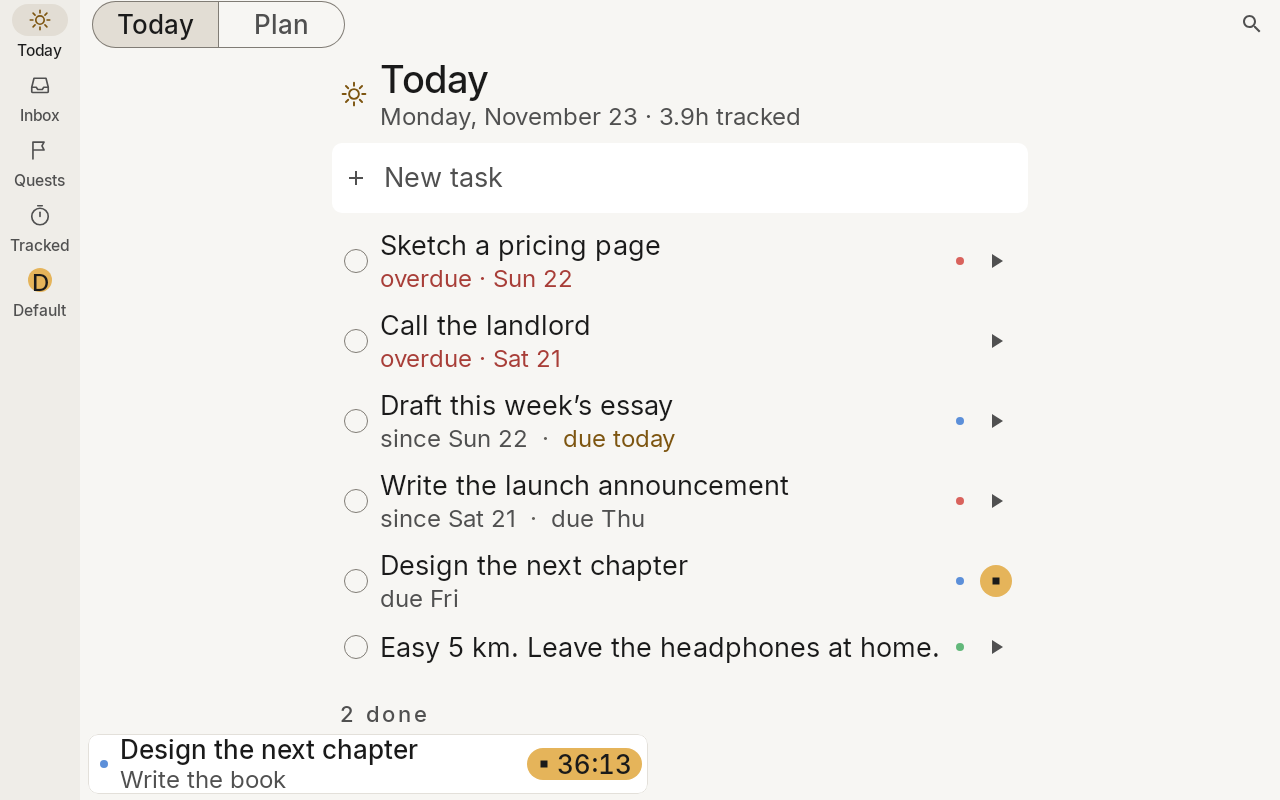 Today
Inbox
Quests
Tracked
D
Default
Today
Plan
Today
Monday, November 23 · 3.9h tracked
New task
Sketch a pricing page
overdue · Sun 22
Call the landlord
overdue · Sat 21
Draft this week’s essay
since Sun 22 · due today
Write the launch announcement
since Sat 21 · due Thu
Design the next chapter
due Fri
Easy 5 km. Leave the headphones at home.
2 done
Design the next chapter
Write the book
36:13